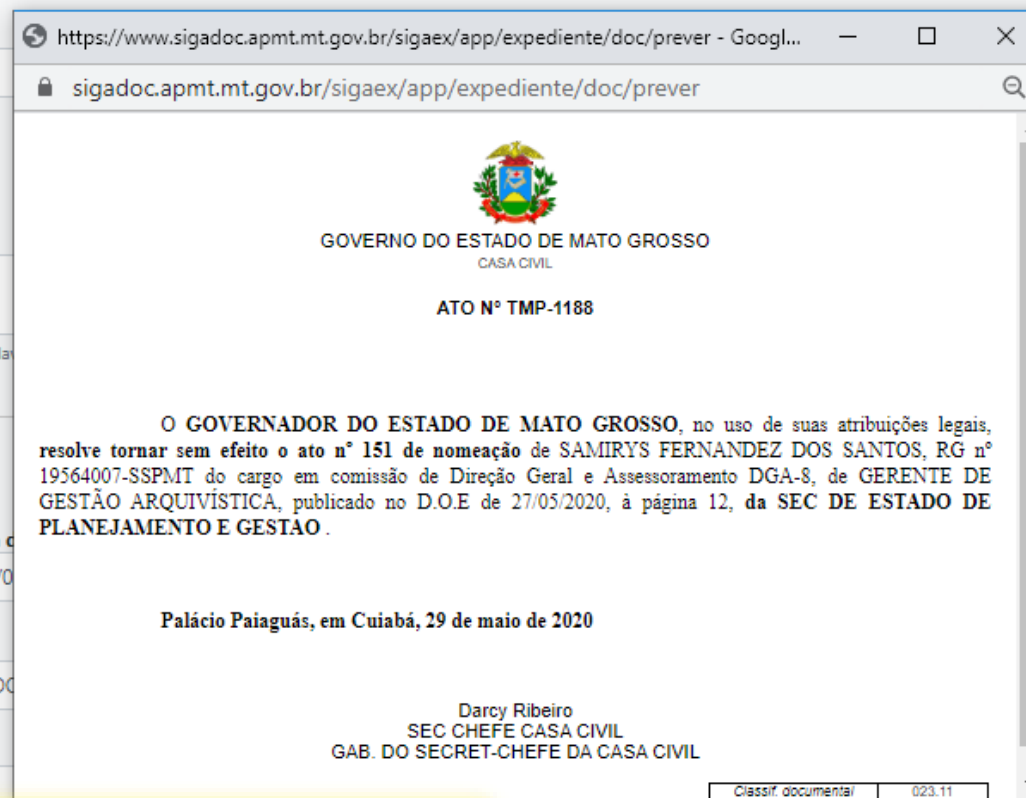 https://www.sigadoc.apmt.mt.gov.br/sigaex/app/expediente/doc/prever - Googl...
sigadoc.apmt.mt.gov.br/sigaex/app/expediente/doc/prever
GOVERNO DO ESTADO DE MATO GROSSO
CASA CIVIL
ATO Nº TMP-1188
O GOVERNADOR DO ESTADO DE MATO GROSSO, no uso de suas atribuições legais,
resolve tornar sem efeito o ato n° 151 de nomeação de SAMIRYS FERNANDEZ DOS SANTOS, RG nº
19564007-SSPMT do cargo em comissão de Direção Geral e Assessoramento DGA-8, de GERENTE DE
GESTÃO ARQUIVÍSTICA, publicado no D.O.E de 27/05/2020, à página 12, da SEC DE ESTADO DE
PLANEJAMENTO E GESTAO .
Palácio Paiaguás, em Cuiabá, 29 de maio de 2020
Darcy Ribeiro
SEC CHEFE CASA CIVIL
GAB. DO SECRET-CHEFE DA CASA CIVIL
Classif. documental 023.11